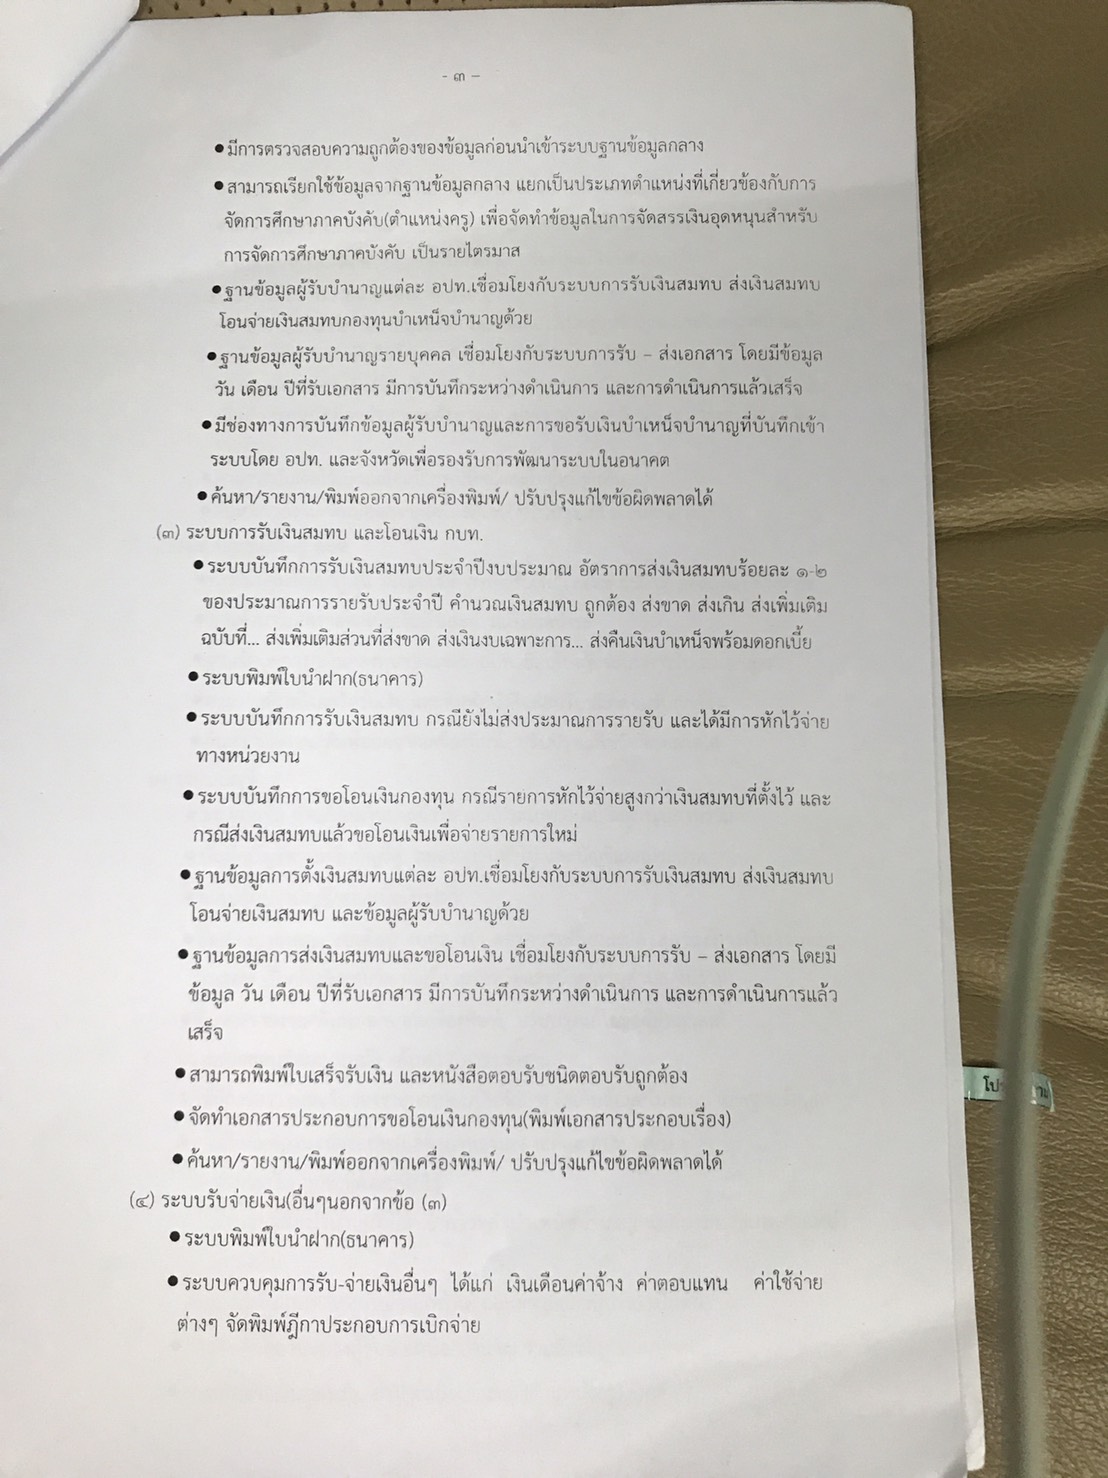 - ๓ –
●มีการตรวจสอบความถูกต้องของข้อมูลก่อนนำเข้าระบบฐานข้อมูลกลาง
●สามารถเรียกใช้ข้อมูลจากฐานข้อมูลกลาง แยกเป็นประเภทตำแหน่งที่เกี่ยวข้องกับการ
จัดการศึกษาภาคบังคับ(ตำแหน่งครู) เพื่อจัดทำข้อมูลในการจัดสรรเงินอุดหนุนสำหรับ
การจัดการศึกษาภาคบังคับ เป็นรายไตรมาส
●ฐานข้อมูลผู้รับบำนาญแต่ละ อปท.เชื่อมโยงกับระบบการรับเงินสมทบ ส่งเงินสมทบ
โอนจ่ายเงินสมทบกองทุนบำเหน็จบำนาญด้วย
●ฐานข้อมูลผู้รับบำนาญรายบุคคล เชื่อมโยงกับระบบการรับ – ส่งเอกสาร โดยมีข้อมูล
วัน เดือน ปีที่รับเอกสาร มีการบันทึกระหว่างดำเนินการ และการดำเนินการแล้วเสร็จ
●มีช่องทางการบันทึกข้อมูลผู้รับบำนาญและการขอรับเงินบำเหน็จบำนาญที่บันทึกเข้า
ระบบโดย อปท. และจังหวัดเพื่อรองรับการพัฒนาระบบในอนาคต
●ค้นหา/รายงาน/พิมพ์ออกจากเครื่องพิมพ์/ ปรับปรุงแก้ไขข้อผิดพลาดได้
(๓) ระบบการรับเงินสมทบ และโอนเงิน กบท.
●ระบบบันทึกการรับเงินสมทบประจำปีงบประมาณ อัตราการส่งเงินสมทบร้อยละ ๑-๒
ของประมาณการรายรับประจำปี คำนวณเงินสมทบ ถูกต้อง ส่งขาด ส่งเกิน ส่งเพิ่มเติม
ฉบับที่... ส่งเพิ่มเติมส่วนที่ส่งขาด ส่งเงินงบเฉพาะการ... ส่งคืนเงินบำเหน็จพร้อมดอกเบี้ย
●ระบบพิมพ์ใบนำฝาก(ธนาคาร)
●ระบบบันทึกการรับเงินสมทบ กรณียังไม่ส่งประมาณการรายรับ และได้มีการหักไว้จ่าย
ทางหน่วยงาน
●ระบบบันทึกการขอโอนเงินกองทุน กรณีรายการหักไว้จ่ายสูงกว่าเงินสมทบที่ตั้งไว้ และ
กรณีส่งเงินสมทบแล้วขอโอนเงินเพื่อจ่ายรายการใหม่
●ฐานข้อมูลการตั้งเงินสมทบแต่ละ อปท.เชื่อมโยงกับระบบการรับเงินสมทบ ส่งเงินสมทบ
โอนจ่ายเงินสมทบ และข้อมูลผู้รับบำนาญด้วย
●ฐานข้อมูลการส่งเงินสมทบและขอโอนเงิน เชื่อมโยงกับระบบการรับ – ส่งเอกสาร โดยมี
ข้อมูล วัน เดือน ปีที่รับเอกสาร มีการบันทึกระหว่างดำเนินการ และการดำเนินการแล้ว
เสร็จ
●สามารถพิมพ์ใบเสร็จรับเงิน และหนังสือตอบรับชนิดตอบรับถูกต้อง
●จัดทำเอกสารประกอบการขอโอนเงินกองทุน(พิมพ์เอกสารประกอบเรื่อง)
●ค้นหา/รายงาน/พิมพ์ออกจากเครื่องพิมพ์/ ปรับปรุงแก้ไขข้อผิดพลาดได้
(๔) ระบบรับจ่ายเงิน(อื่นๆนอกจากข้อ (๓)
●ระบบพิมพ์ใบนำฝาก(ธนาคาร)
●ระบบควบคุมการรับ-จ่ายเงินอื่นๆ ได้แก่ เงินเดือนค่าจ้าง ค่าตอบแทน ค่าใช้จ่าย
ต่างๆ จัดพิมพ์ฎีกาประกอบการเบิกจ่าย